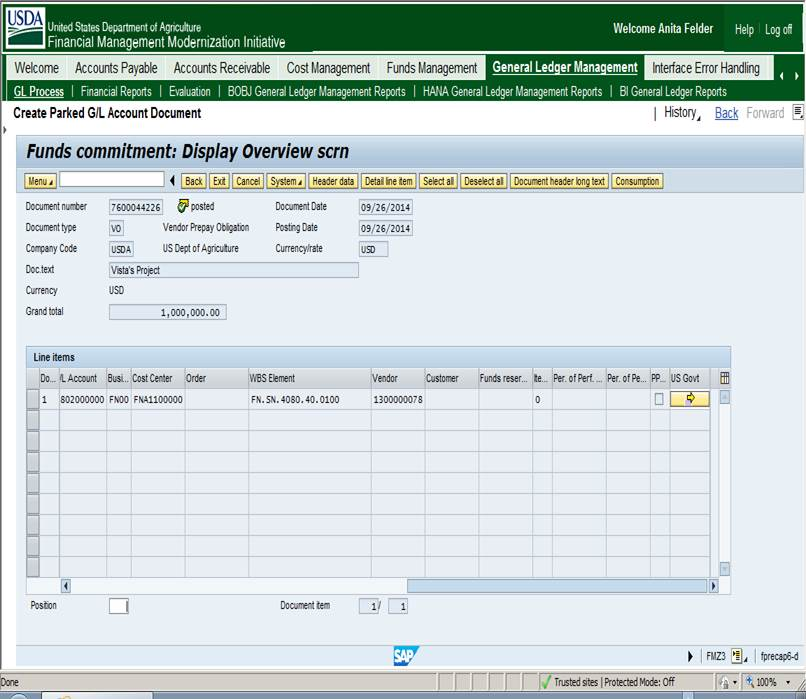 USDA
United States Department of Agriculture
Financial Management Modernization Initiative
Welcome Anita Felder Help Log off
Welcome Accounts Payable Accounts Receivable Cost Management Funds Management General Ledger Management Interface Error Handling
GL Process | Financial Reports | Evaluation | BOBJ General Ledger Management Reports | HANA General Ledger Management Reports | BI General Ledger Reports
Create Parked G/L Account Document | History Back Forward
Funds commitment: Display Overview scrn
Menu Back Exit Cancel System Header data Detail line item Select all Deselect all Document header long text Consumption
Document number 7600044226 posted Document Date 09/26/2014
Document type VO Vendor Prepay Obligation Posting Date 09/26/2014
Company Code USDA US Dept of Agriculture Currency/rate USD
Doc.text Vista's Project
Currency USD
Grand total 1,000,000.00
Line items
Do... /L Account Busi... Cost Center Order WBS Element Vendor Customer Funds reser... Ite... Per. of Perf. ... Per. of Pe... PP... US Govt
1 802000000 FN00 FNA1100000 FN.SN.4080.40.0100 1300000078 0
Position Document item 1 / 1
SAP FMZ3 fprecap6-d
Done Trusted sites | Protected Mode: Off 100%